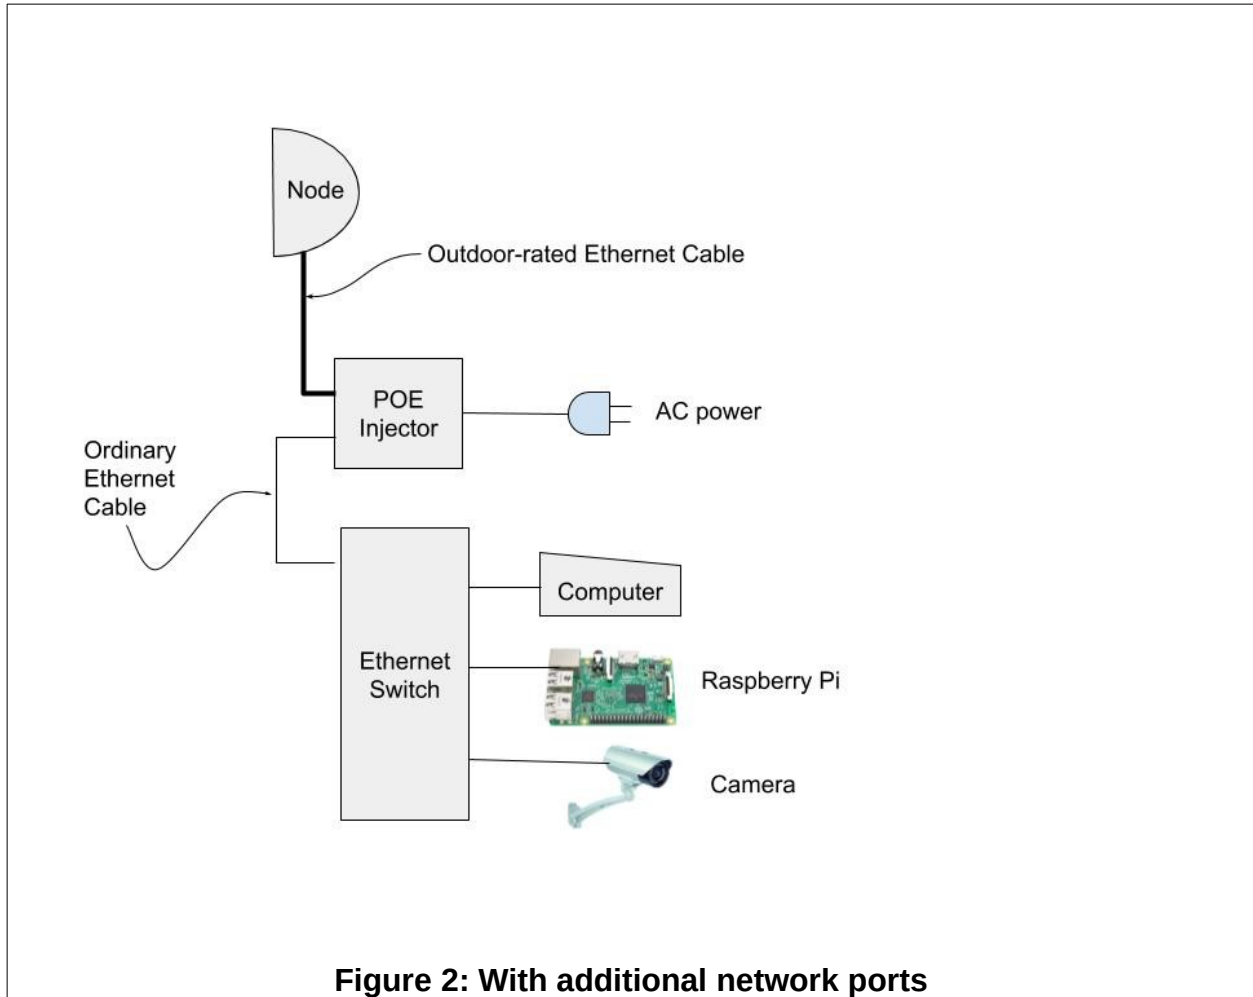 Node
Outdoor-rated Ethernet Cable
POE
Injector
AC power
Ordinary
Ethernet
Cable
Computer
Ethernet
Switch
Raspberry Pi
Camera
Figure 2: With additional network ports